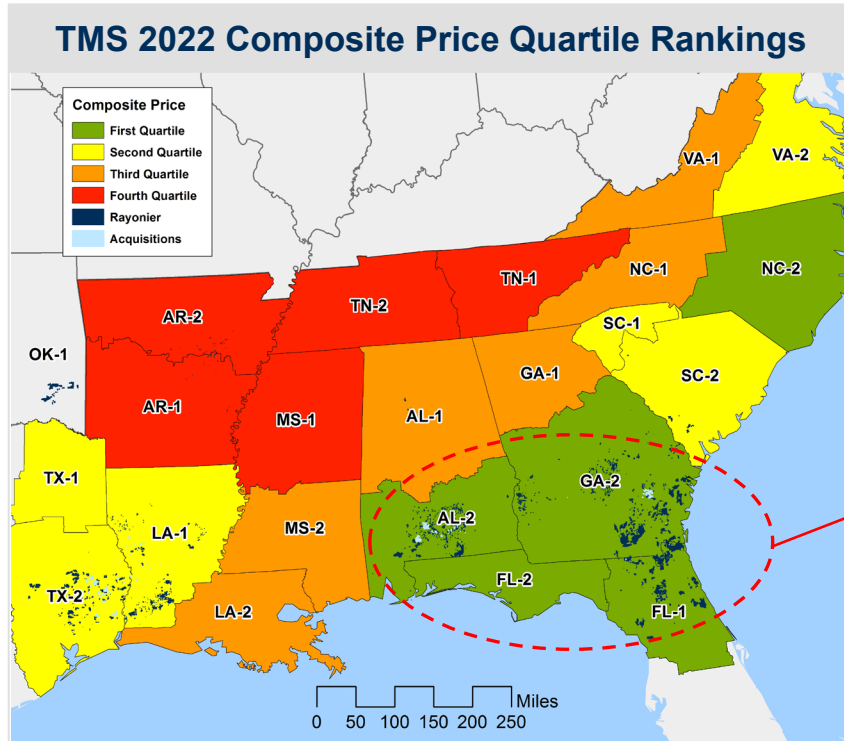 TMS 2022 Composite Price Quartile Rankings
Composite Price
First Quartile
Second Quartile
Third Quartile
Fourth Quartile
Rayonier
Acquisitions
VA-1
VA-2
NC-1
NC-2
TN-1
TN-2
AR-2
SC-1
OK-1
GA-1
SC-2
AR-1
MS-1
AL-1
TX-1
GA-2
AL-2
LA-1
MS-2
FL-2
TX-2
LA-2
FL-1
Miles
0 50 100 150 200 250